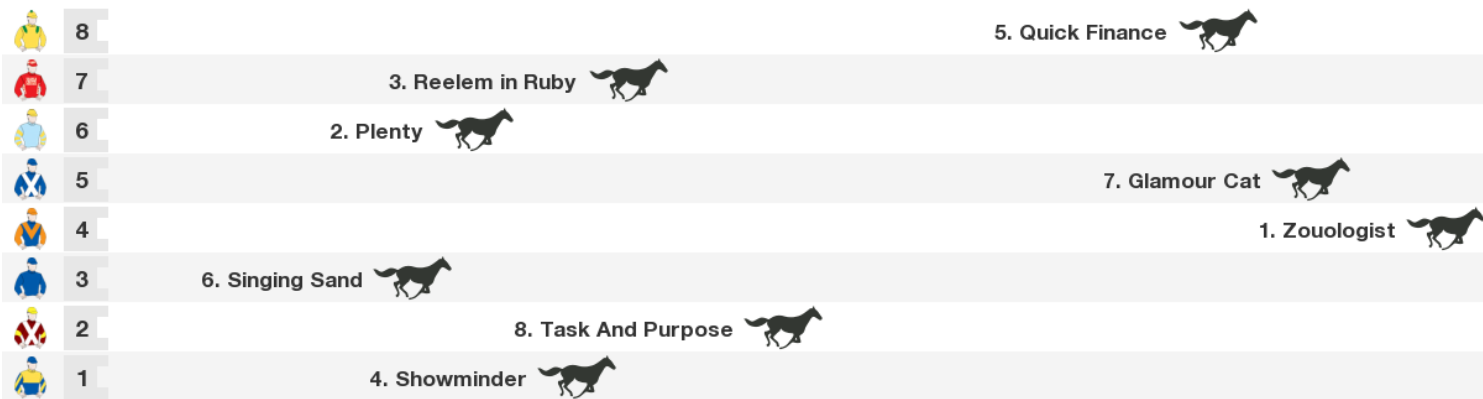 8 5. Quick Finance
7 3. Reelem in Ruby
6 2. Plenty
5 7. Glamour Cat
4 1. Zouologist
3 6. Singing Sand
2 8. Task And Purpose
1 4. Showminder